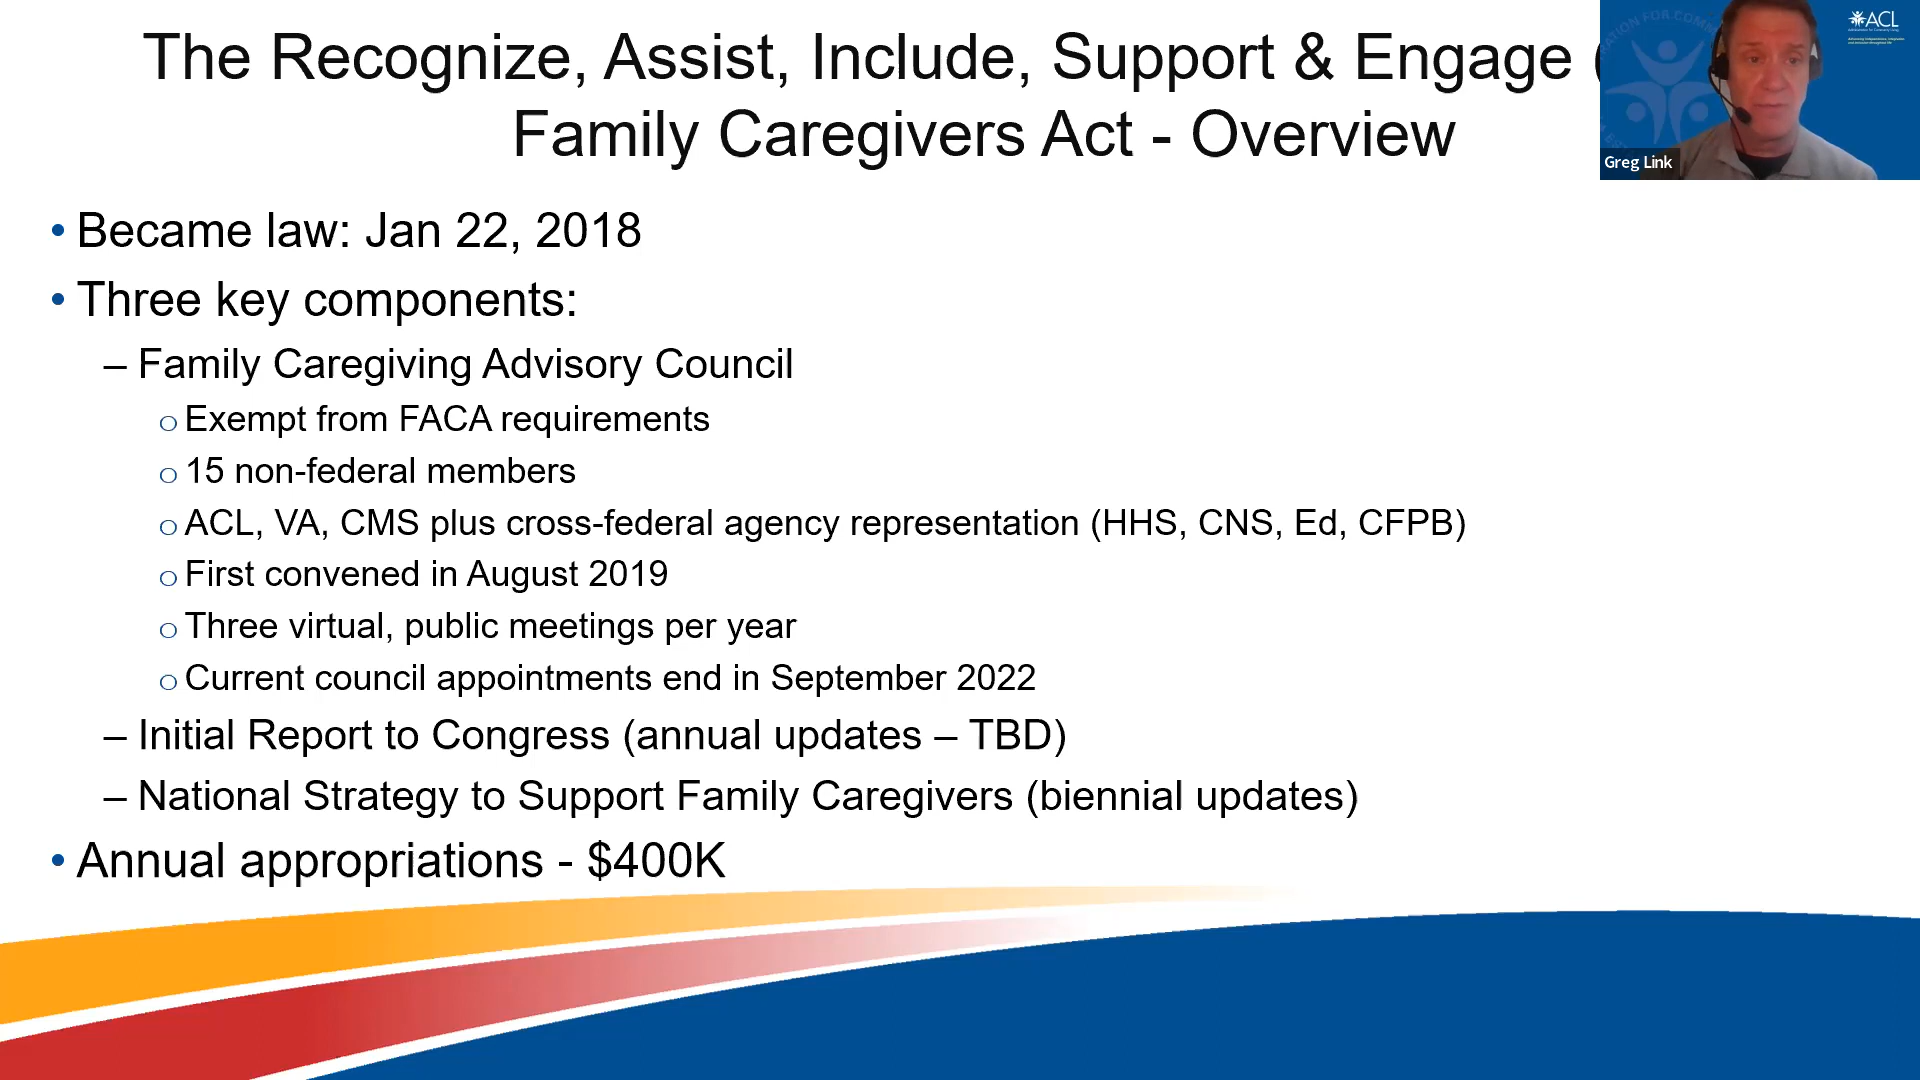 The Recognize, Assist, Include, Support & Engage (
Family Caregivers Act - Overview
ACL
Greg Link
• Became law: Jan 22, 2018
• Three key components:
– Family Caregiving Advisory Council
o Exempt from FACA requirements
o 15 non-federal members
o ACL, VA, CMS plus cross-federal agency representation (HHS, CNS, Ed, CFPB)
o First convened in August 2019
o Three virtual, public meetings per year
o Current council appointments end in September 2022
– Initial Report to Congress (annual updates – TBD)
– National Strategy to Support Family Caregivers (biennial updates)
• Annual appropriations - $400K